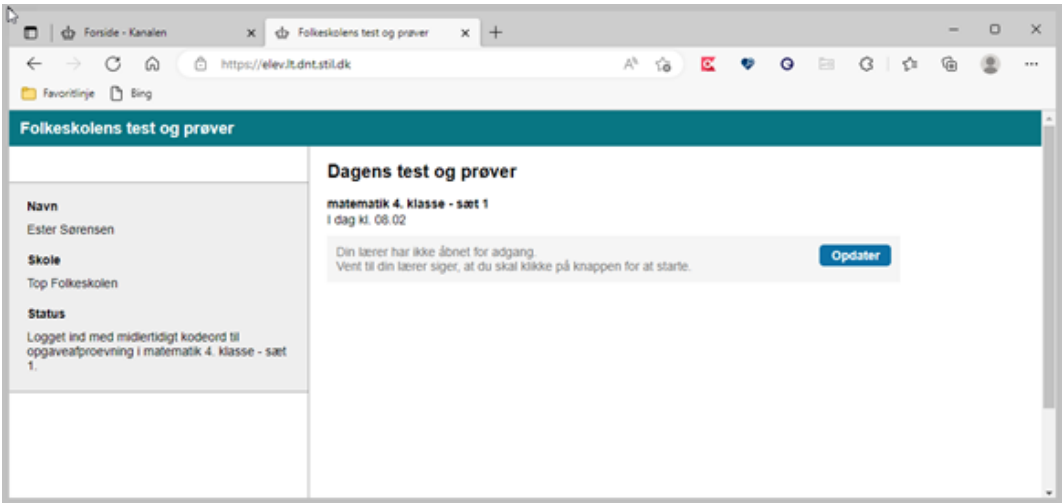 Forside - Kanalen
Folkeskolens test og prøver
https://elev.lt.dnt.stil.dk
Favoritlinje
Bing
Folkeskolens test og prøver
Navn
Ester Sørensen
Skole
Top Folkeskolen
Status
Logget ind med midlertidigt kodeord til
opgaveafproevning i matematik 4. klasse - sæt
1.
Dagens test og prøver
matematik 4. klasse - sæt 1
I dag kl. 08.02
Din lærer har ikke åbnet for adgang.
Vent til din lærer siger, at du skal klikke på knappen for at starte.
Opdater